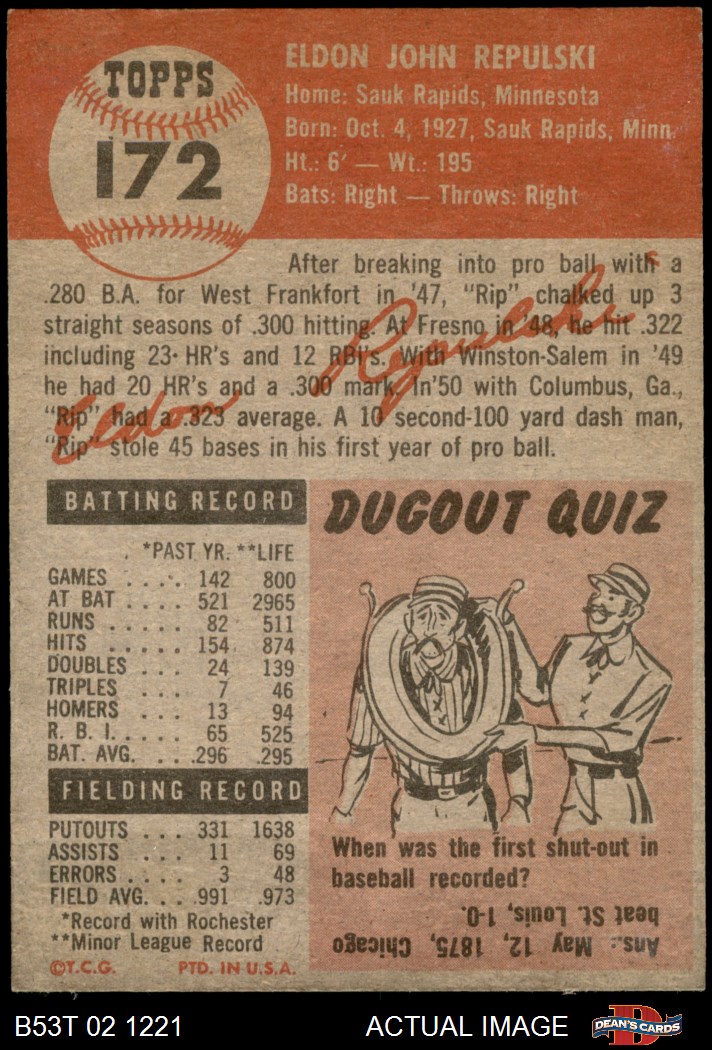 TOPPS
172
ELDON JOHN REPULSKI
Home: Sauk Rapids, Minnesota
Born: Oct. 4, 1927, Sauk Rapids, Minn.
Ht.: 6′ — Wt.: 195
Bats: Right — Throws: Right
After breaking into pro ball with a
.280 B.A. for West Frankfort in '47, "Rip" chalked up 3
straight seasons of .300 hitting. At Fresno in '48, he hit .322
including 23 HR's and 12 RBI's. With Winston-Salem in '49
he had 20 HR's and a .300 mark. In '50 with Columbus, Ga.,
"Rip" had a .323 average. A 10 second-100 yard dash man,
"Rip" stole 45 bases in his first year of pro ball.
Eldon Repulski
BATTING RECORD
*PAST YR. **LIFE
GAMES .... 142 800
AT BAT .... 521 2965
RUNS ..... 82 511
HITS ..... 154 874
DOUBLES ... 24 139
TRIPLES ... 7 46
HOMERS ... 13 94
R. B. I. .... 65 525
BAT. AVG. ... .296 .295
FIELDING RECORD
PUTOUTS ... 331 1638
ASSISTS ... 11 69
ERRORS .... 3 48
FIELD AVG. ... .991 .973
*Record with Rochester
**Minor League Record
©T.C.G. PTD. IN U.S.A.
DUGOUT QUIZ
When was the first shut-out in
baseball recorded?
Ans.: May 12, 1875, Chicago
beat St. Louis, 1-0.
B53T 02 1221
ACTUAL IMAGE
D
DEAN'S CARDS